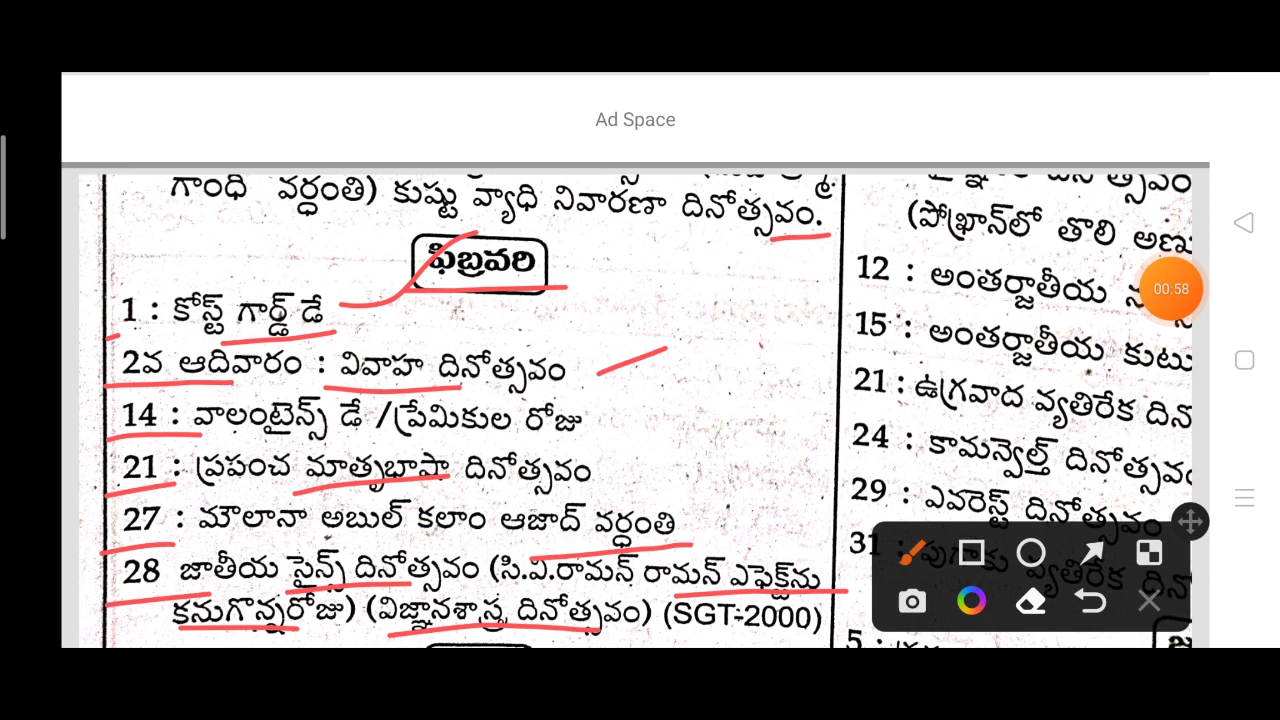 Ad Space
గాంధి వర్ధంతి) కుష్టు వ్యాధి నివారణా దినోత్సవం.
ఫిబ్రవరి
1 : కోస్ట్ గార్డ్ డే
2వ ఆదివారం : వివాహ దినోత్సవం
14 : వాలంటైన్స్ డే /ప్రేమికుల రోజు
21 : ప్రపంచ మాతృభాషా దినోత్సవం
27 : మౌలానా అబుల్ కలాం ఆజాద్ వర్ధంతి
28 జాతీయ సైన్స్ దినోత్సవం (సి.వి.రామన్ రామన్ ఎఫెక్ట్‌ను
కనుగొన్నరోజు) (విజ్ఞానశాస్త్ర దినోత్సవం) (SGT-2000)
(పోఖ్రాన్‌లో తొలి
12 : అంతర్జాతీయ
15 : అంతర్జాతీయ
21 : ఉగ్రవాద వ్యతిరేక
24 : కామన్వెల్త్ దినోత్సవం
29 : ఎవరెస్ట్ దినోత్సవం
31 : పుగాకు వ్యతిరేక
5 :
00:58